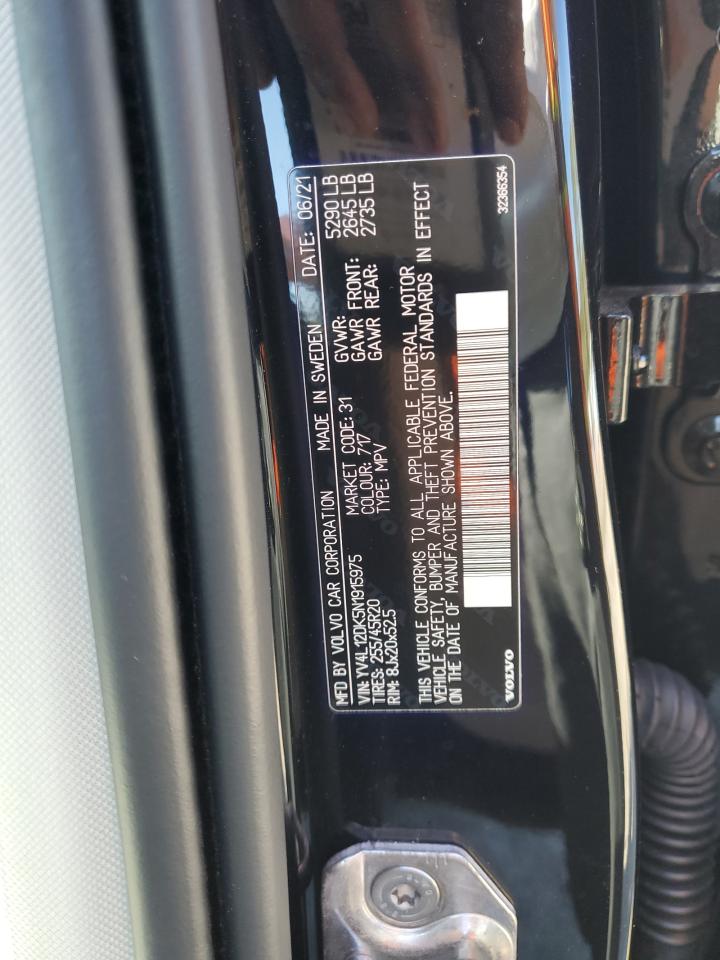 MFD BY VOLVO CAR CORPORATION MADE IN SWEDEN DATE: 06/21
VIN: YV4L12DK5N1915975 MARKET CODE: 31 GVWR: 5290 LB
TIRES: 255/45R20 COLOUR: 717 GAWR FRONT: 2645 LB
RIM: 8Jx20x52.5 TYPE: MPV GAWR REAR: 2735 LB
THIS VEHICLE CONFORMS TO ALL APPLICABLE FEDERAL MOTOR
VEHICLE SAFETY, BUMPER AND THEFT PREVENTION STANDARDS IN EFFECT
ON THE DATE OF MANUFACTURE SHOWN ABOVE.
VOLVO 32366354